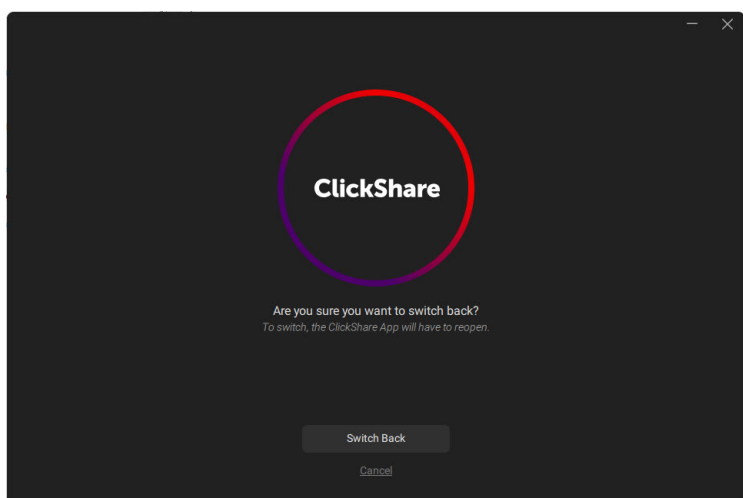 ClickShare
Are you sure you want to switch back?
To switch, the ClickShare App will have to reopen.
Switch Back
Cancel